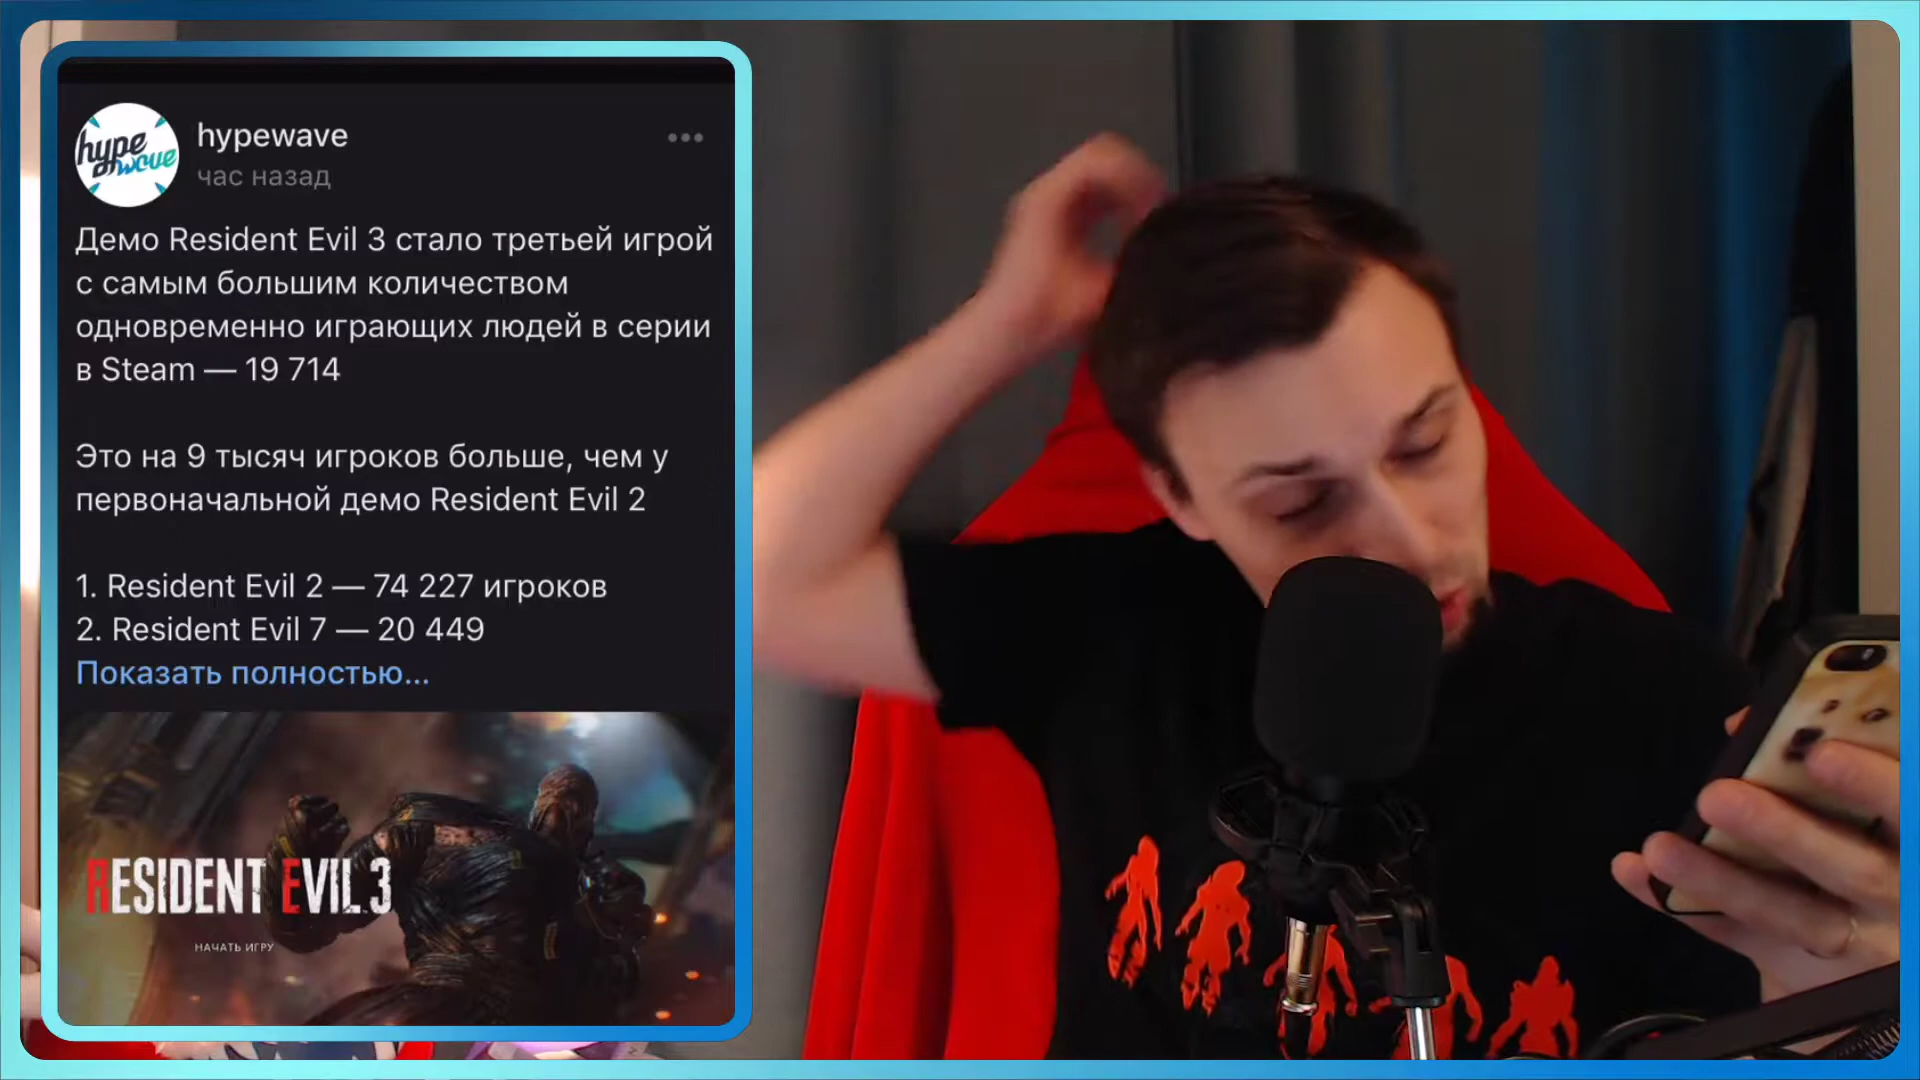 hype
wave
hypewave
час назад
Демо Resident Evil 3 стало третьей игрой
с самым большим количеством
одновременно играющих людей в серии
в Steam — 19 714
Это на 9 тысяч игроков больше, чем у
первоначальной демо Resident Evil 2
1. Resident Evil 2 — 74 227 игроков
2. Resident Evil 7 — 20 449
Показать полностью...
RESIDENT EVIL 3
НАЧАТЬ ИГРУ